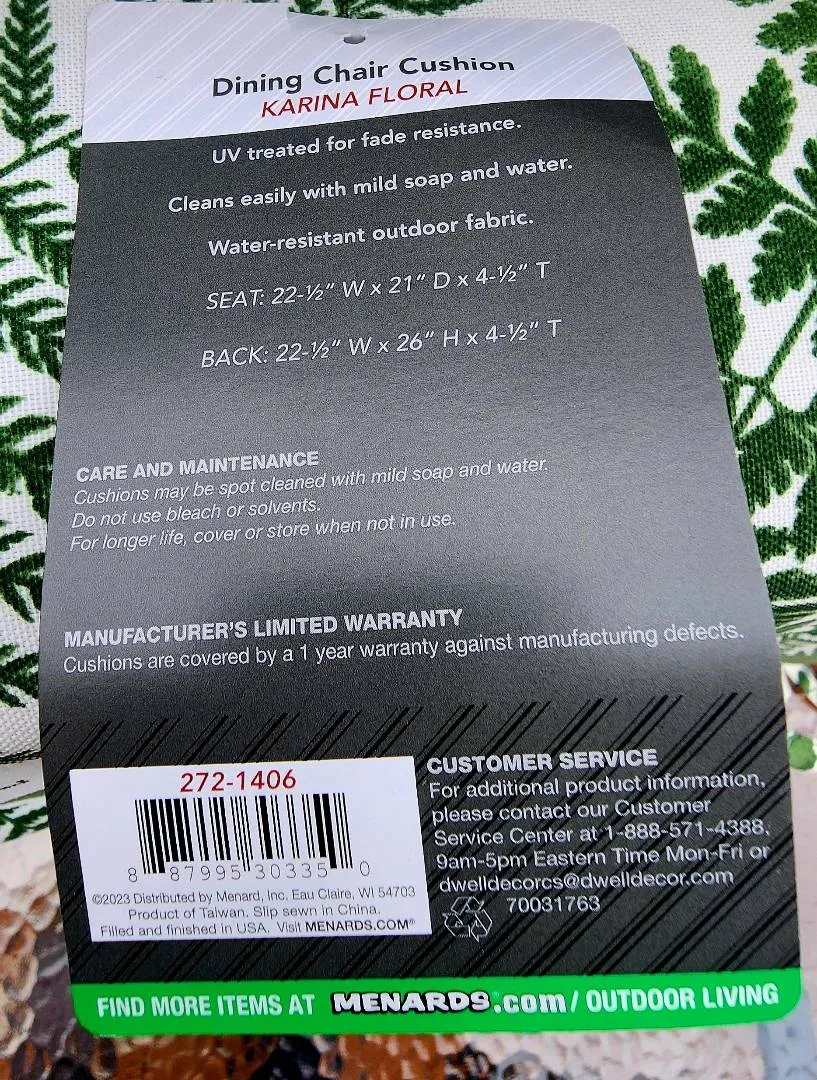 Dining Chair Cushion
KARINA FLORAL
UV treated for fade resistance.
Cleans easily with mild soap and water.
Water-resistant outdoor fabric.
SEAT: 22-½" W x 21" D x 4-½" T
BACK: 22-½" W x 26" H x 4-½" T
CARE AND MAINTENANCE
Cushions may be spot cleaned with mild soap and water.
Do not use bleach or solvents.
For longer life, cover or store when not in use.
MANUFACTURER'S LIMITED WARRANTY
Cushions are covered by a 1 year warranty against manufacturing defects.
272-1406
8 87995 30335 0
©2023 Distributed by Menard, Inc. Eau Claire, WI 54703
Product of Taiwan. Slip sewn in China.
Filled and finished in USA. Visit MENARDS.COM®
CUSTOMER SERVICE
For additional product information,
please contact our Customer
Service Center at 1-888-571-4388,
9am-5pm Eastern Time Mon-Fri or
dwelldecorcs@dwelldecor.com
70031763
FIND MORE ITEMS AT MENARDS.com / OUTDOOR LIVING